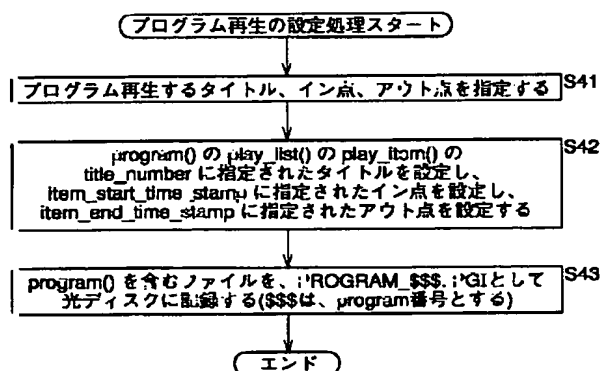 プログラム再生の設定処理スタート
プログラム再生するタイトル、イン点、アウト点を指定する
S41
program() の play_list() の play_item() の
S42
title_number に指定されたタイトルを設定し、
item_start_time_stamp に指定されたイン点を設定し、
item_end_time_stamp に指定されたアウト点を設定する
program() を含むファイルを、PROGRAM_$$$.PGIとして
S43
光ディスクに記録する($$$は、program番号とする)
エンド